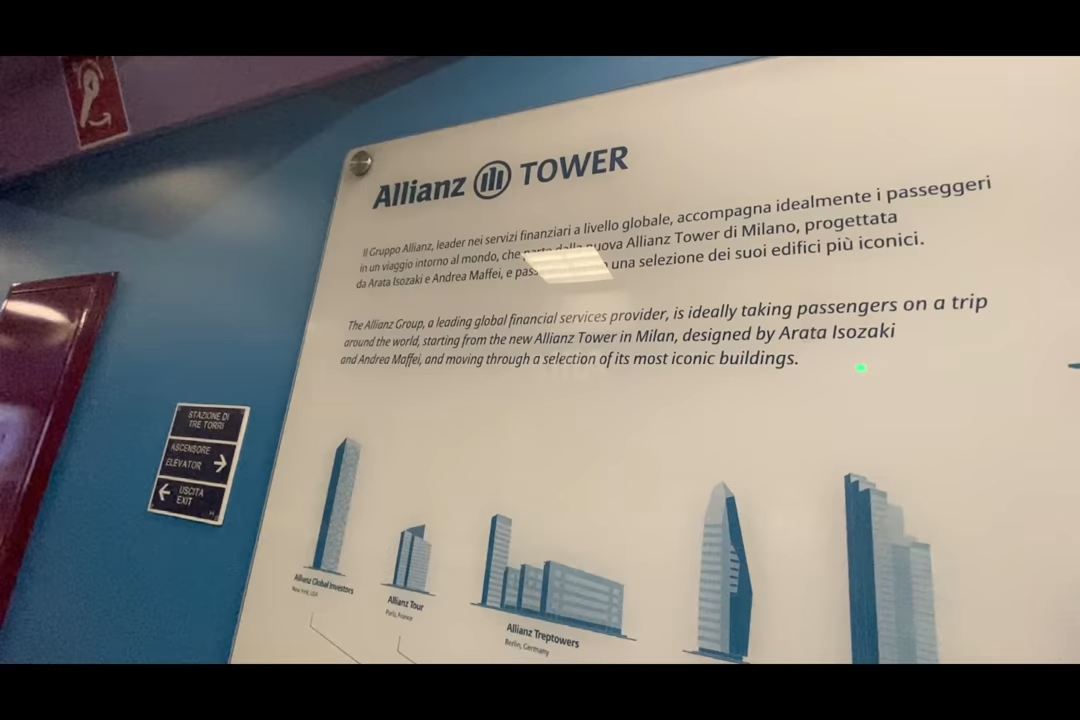 Allianz TOWER
Il Gruppo Allianz, leader nei servizi finanziari a livello globale, accompagna idealmente i passeggeri
in un viaggio intorno al mondo, che parte dalla nuova Allianz Tower di Milano, progettata
da Arata Isozaki e Andrea Maffei, e una selezione dei suoi edifici più iconici.
The Allianz Group, a leading global financial services provider, is ideally taking passengers on a trip
around the world, starting from the new Allianz Tower in Milan, designed by Arata Isozaki
and Andrea Maffei, and moving through a selection of its most iconic buildings.
STAZIONE DI
TRE TORRI
ASCENSORE
ELEVATOR
USCITA
EXIT
Allianz Global Investors
New York, USA
Allianz Tour
Paris, France
Allianz Treptowers
Berlin, Germany